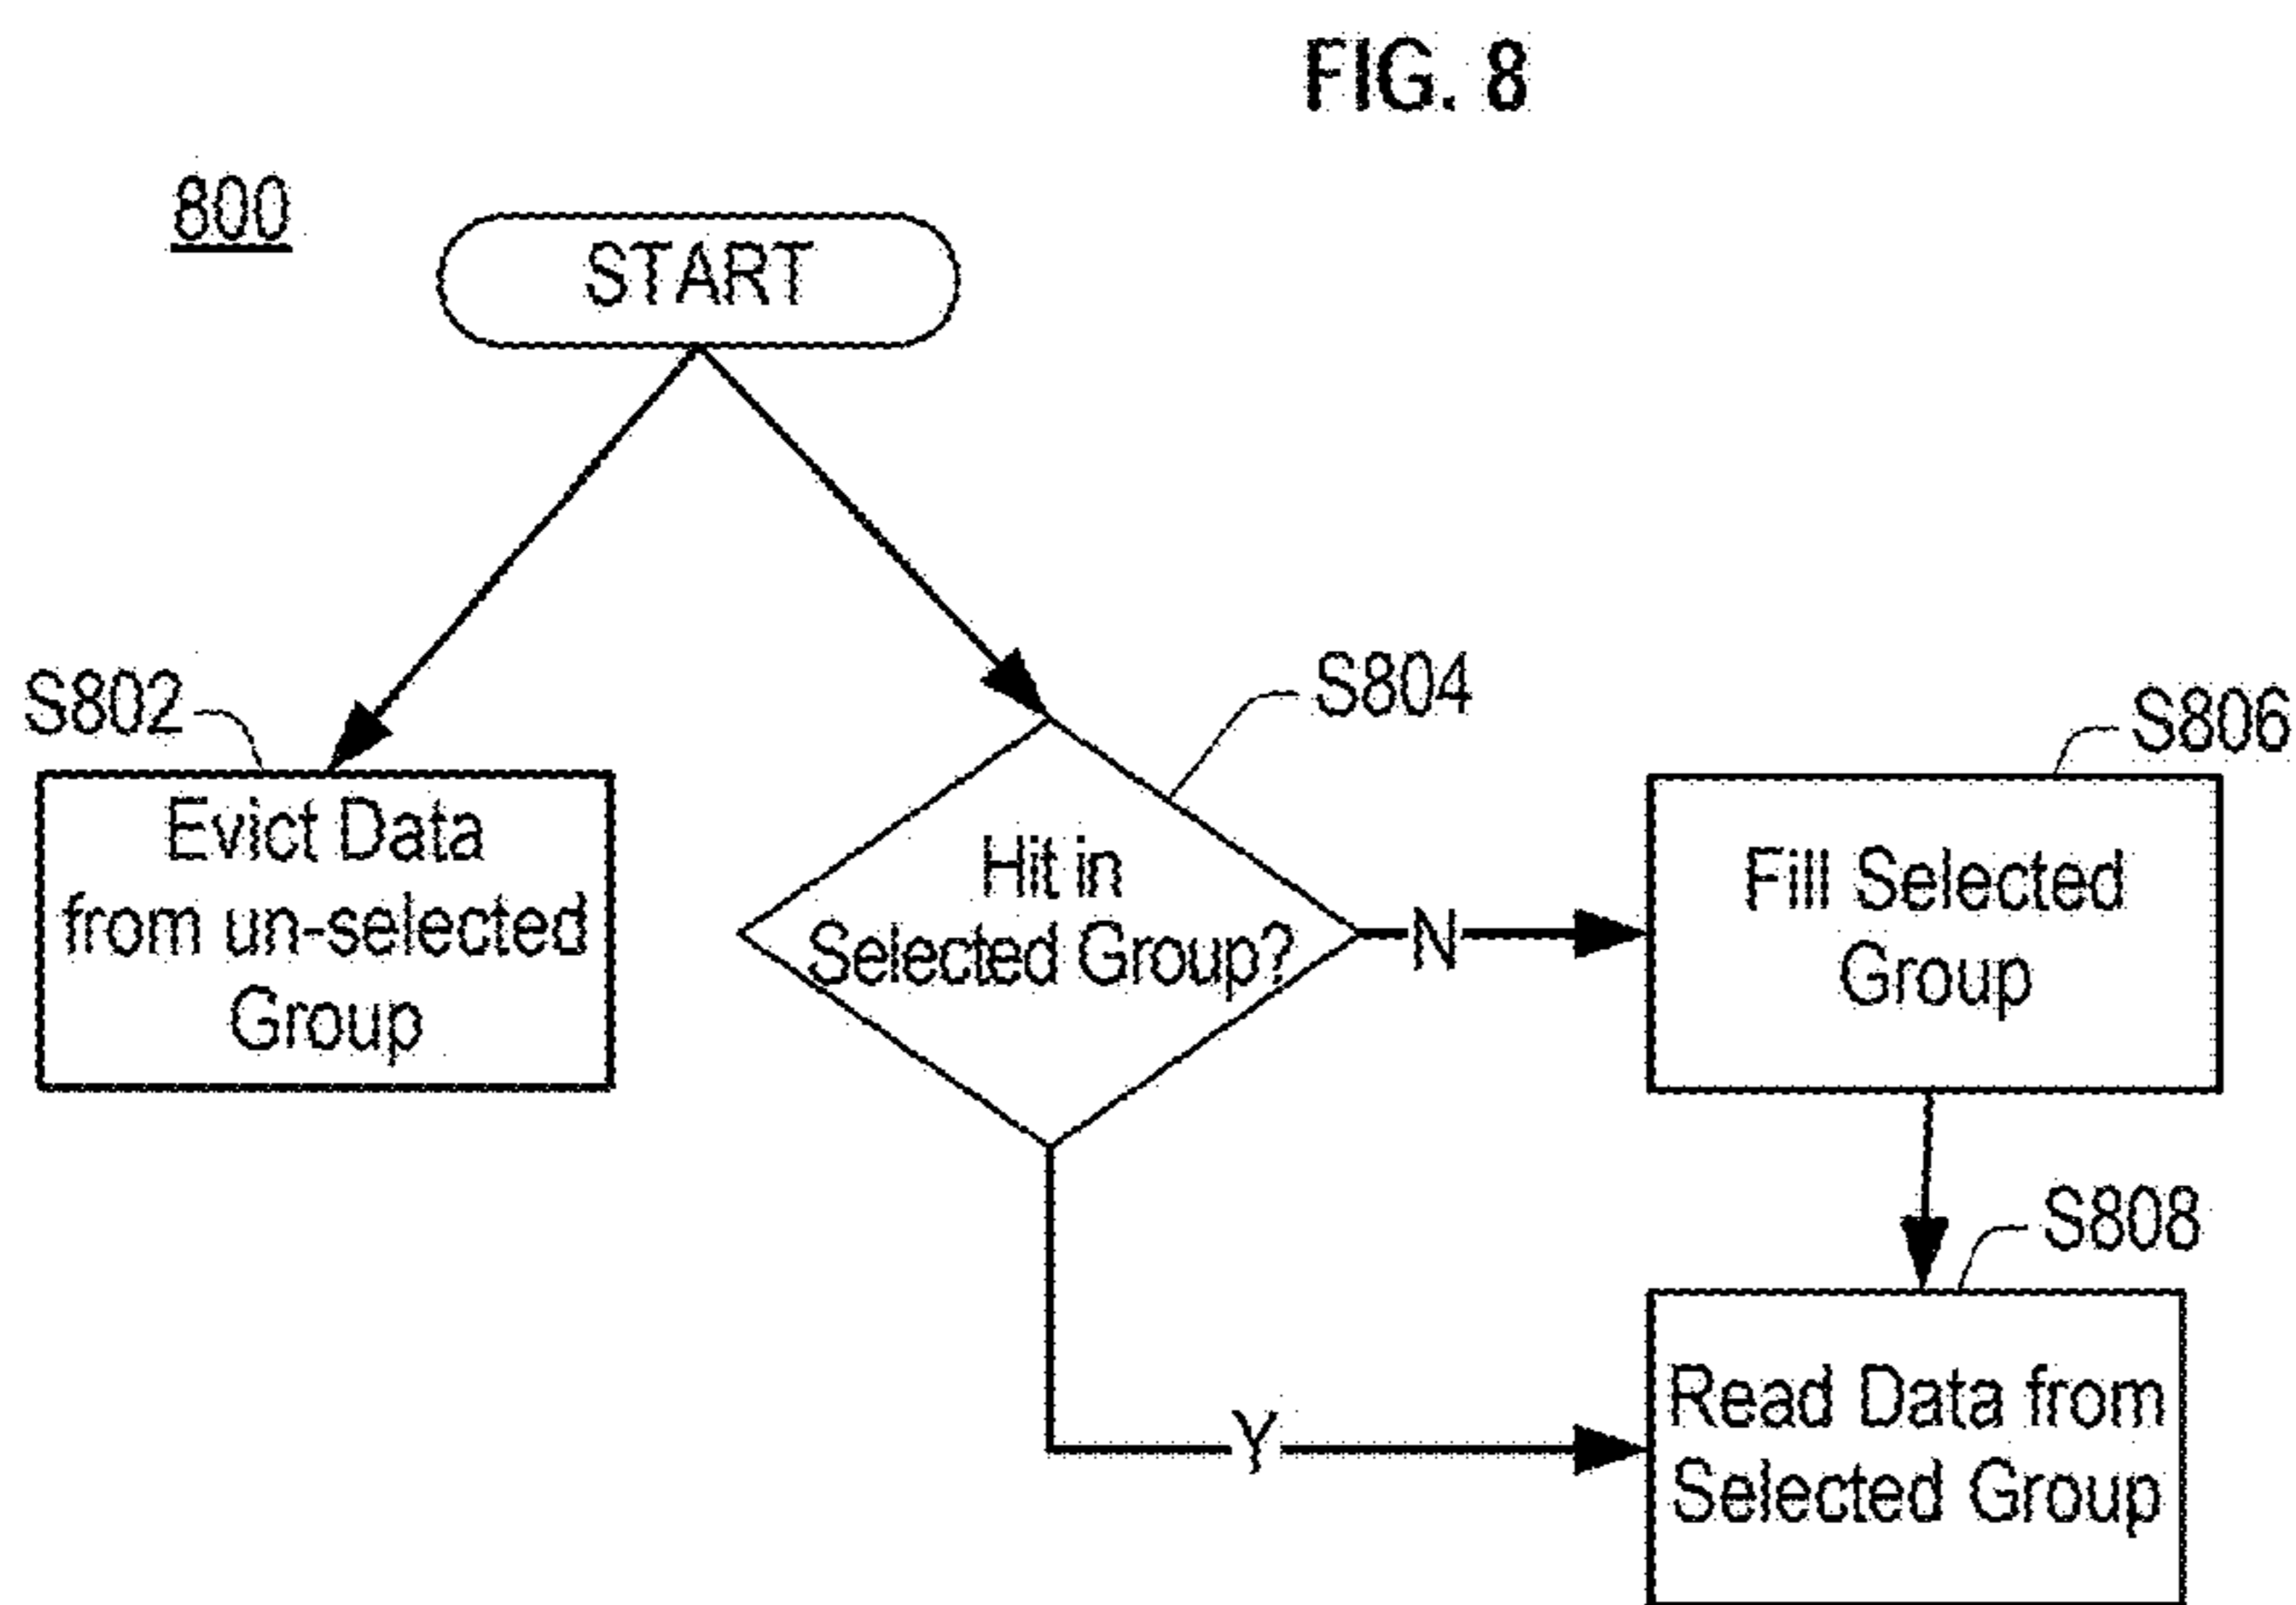 FIG. 8
800
START
S802
S804
S806
Evict Data
from un-selected
Group
Hit in
Selected Group?
N
Fill Selected
Group
S808
Y
Read Data from
Selected Group